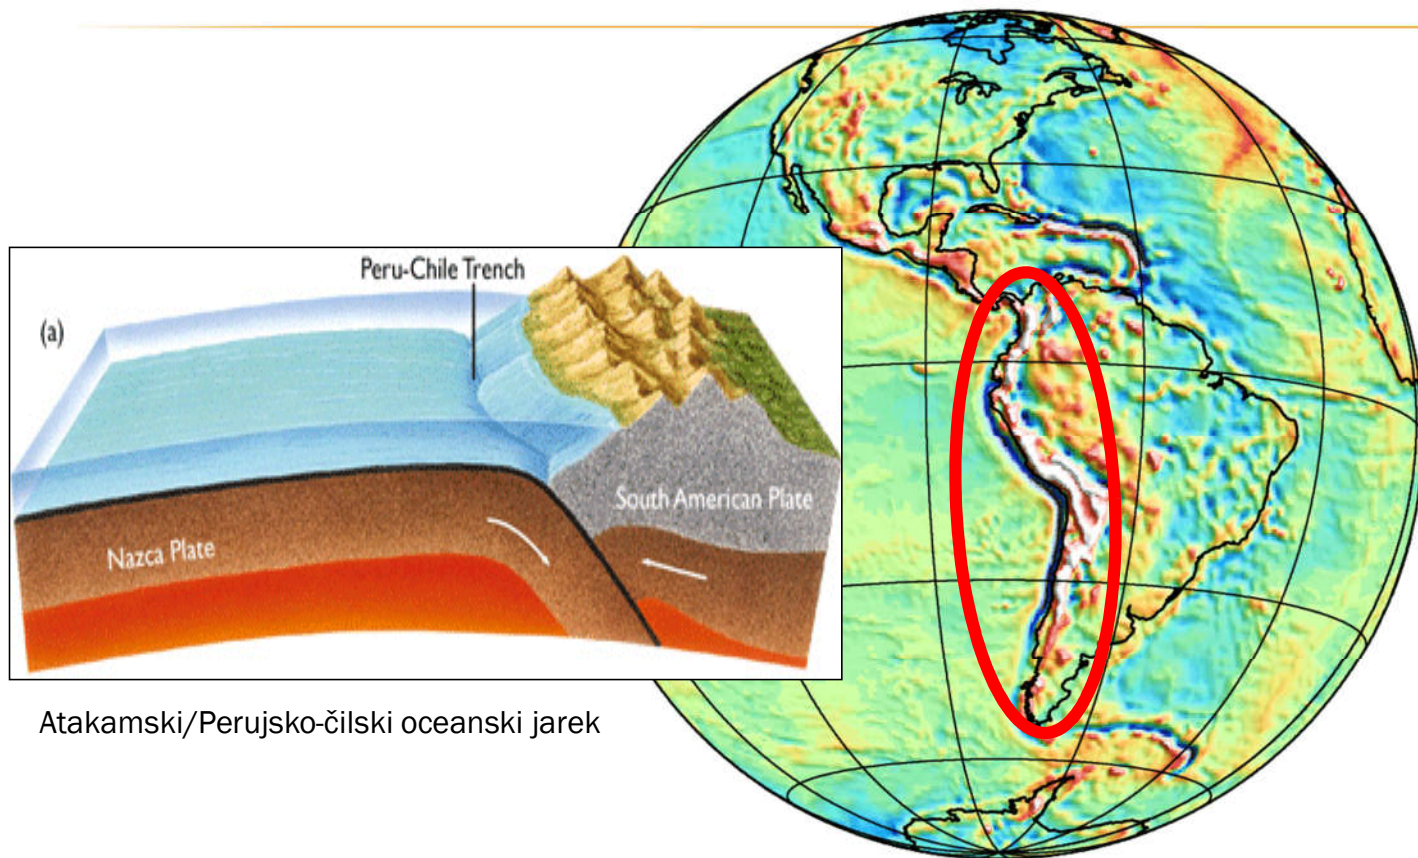 Peru-Chile Trench
(a)
South American Plate
Nazca Plate
Atakamski/Perujsko-čilski oceanski jarek